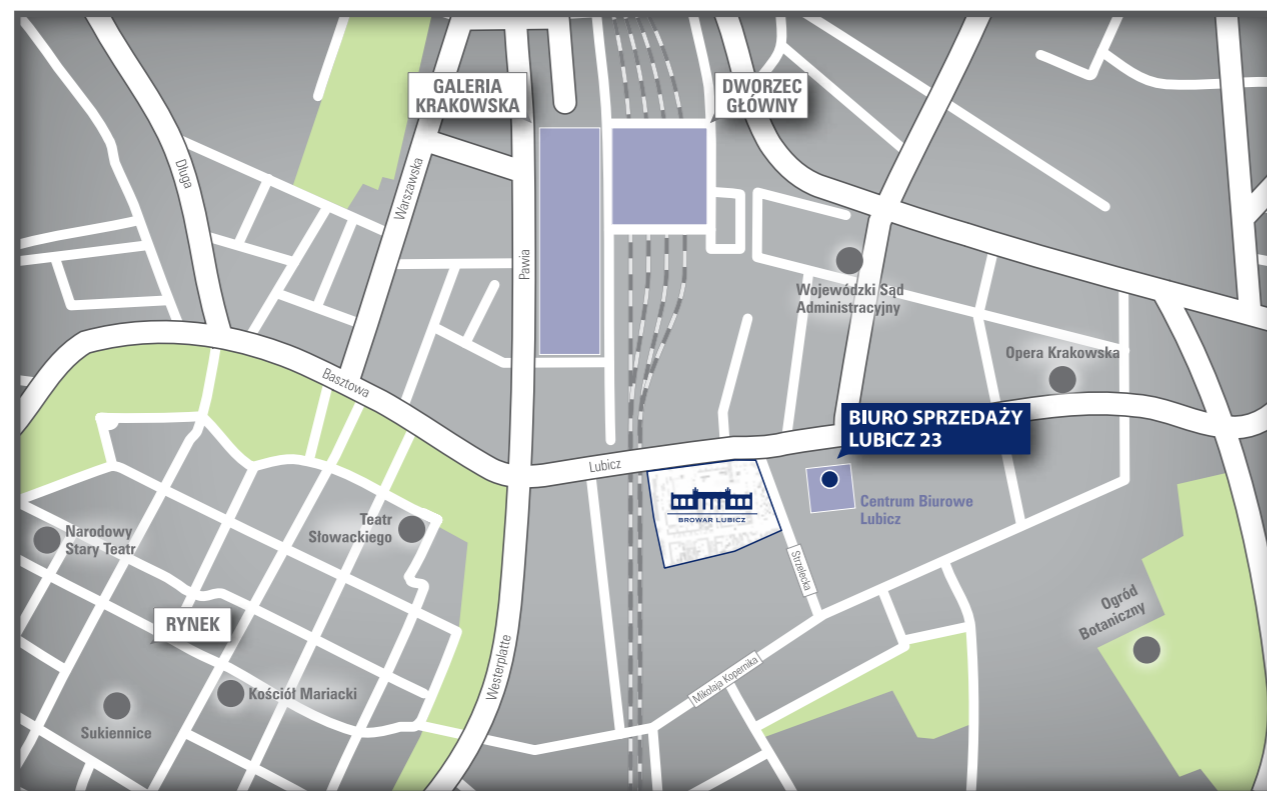 GALERIA
KRAKOWSKA
DWORZEC
GŁÓWNY
Długa
Warszawska
Pawia
Wojewódzki Sąd
Administracyjny
Opera Krakowska
Basztowa
BIURO SPRZEDAŻY
LUBICZ 23
Lubicz
BROWAR LUBICZ
Centrum Biurowe
Lubicz
Narodowy
Stary Teatr
Teatr
Słowackiego
Strzelecka
Ogród
Botaniczny
RYNEK
Westerplatte
Mikołaja Kopernika
Kościół Mariacki
Sukiennice